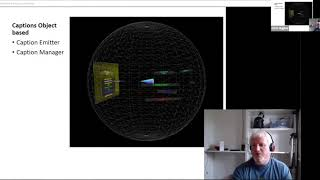 Captions Object
based
• Caption Emitter
• Caption Manager